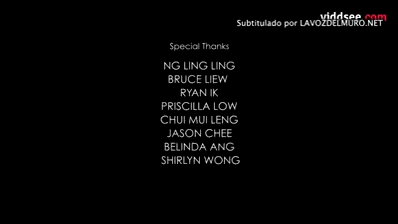 viddsee.com
Subtitulado por LAVOZDELMURO.NET
Special Thanks
NG LING LING
BRUCE LIEW
RYAN IK
PRISCILLA LOW
CHUI MUI LENG
JASON CHEE
BELINDA ANG
SHIRLYN WONG